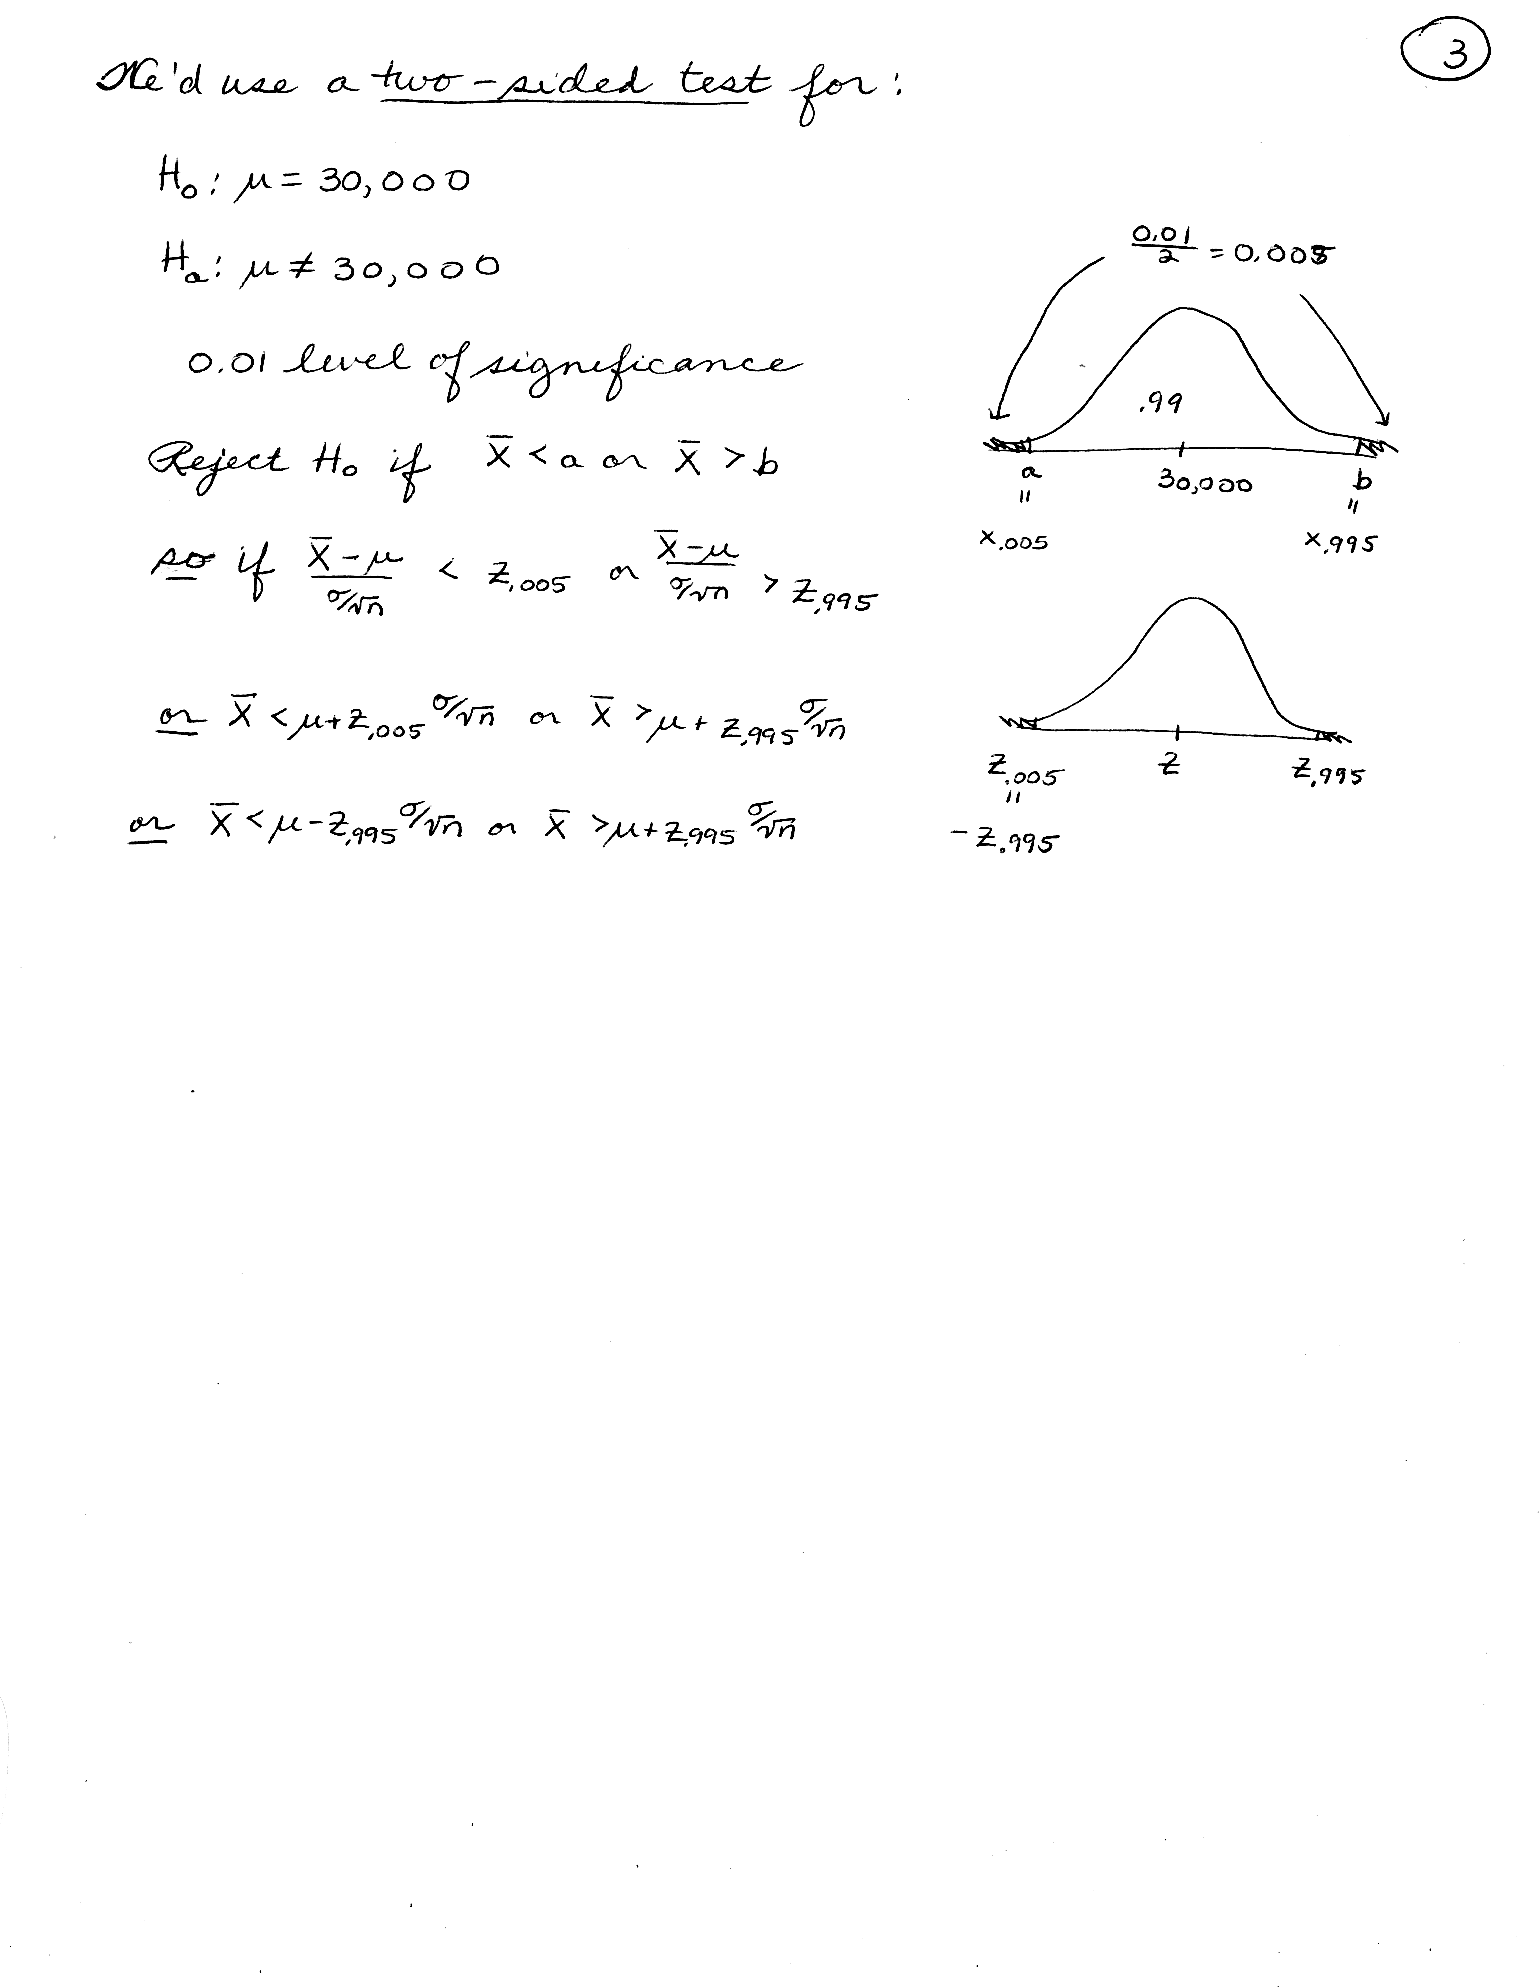 3
We'd use a two-sided test for:
H₀: μ = 30,000
Hₐ: μ ≠ 30,000
0.01 level of significance
Reject H₀ if X̄ < a or X̄ > b
so if (X̄-μ)/(σ/√n) < Z.005 or (X̄-μ)/(σ/√n) > Z.995
or X̄ < μ+Z.005 σ/√n or X̄ > μ+Z.995 σ/√n
or X̄ < μ-Z.995 σ/√n or X̄ > μ+Z.995 σ/√n
0.01/2 = 0.005
.99
a 30,000 b
= =
X.005 X.995
Z.005 Z Z.995
=
-Z.995